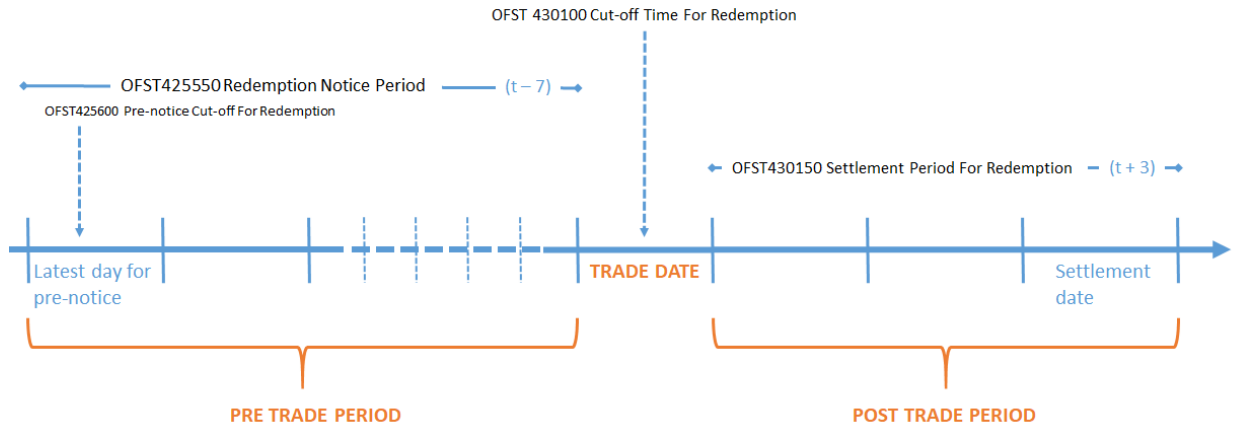 OFST 430100 Cut-off Time For Redemption
OFST425550 Redemption Notice Period (t – 7)
OFST425600 Pre-notice Cut-off For Redemption
OFST430150 Settlement Period For Redemption (t + 3)
Latest day for
pre-notice
TRADE DATE
Settlement
date
PRE TRADE PERIOD
POST TRADE PERIOD